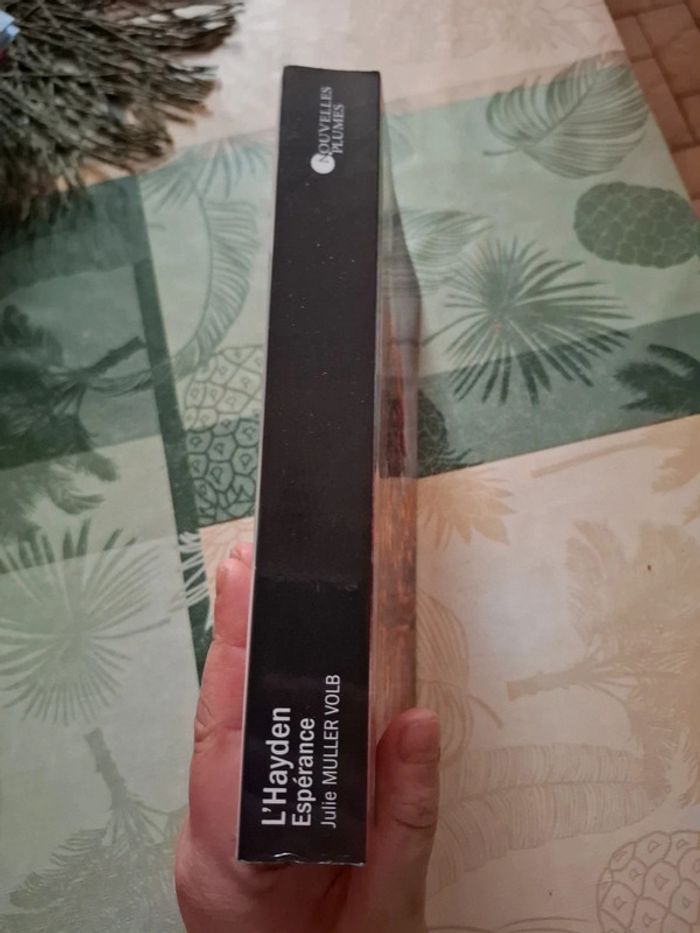 L'Hayden
Espérance
Julie MULLER VOLB
NOUVELLES
PLUMES